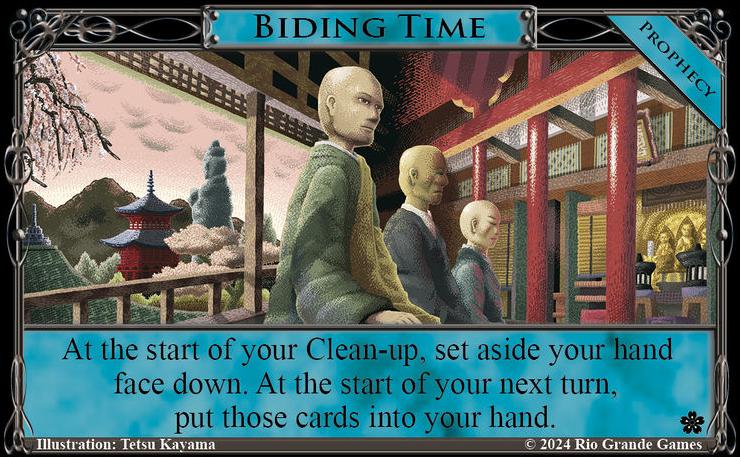 BIDING TIME
PROPHECY
At the start of your Clean-up, set aside your hand
face down. At the start of your next turn,
put those cards into your hand.
Illustration: Tetsu Kayama
© 2024 Rio Grande Games